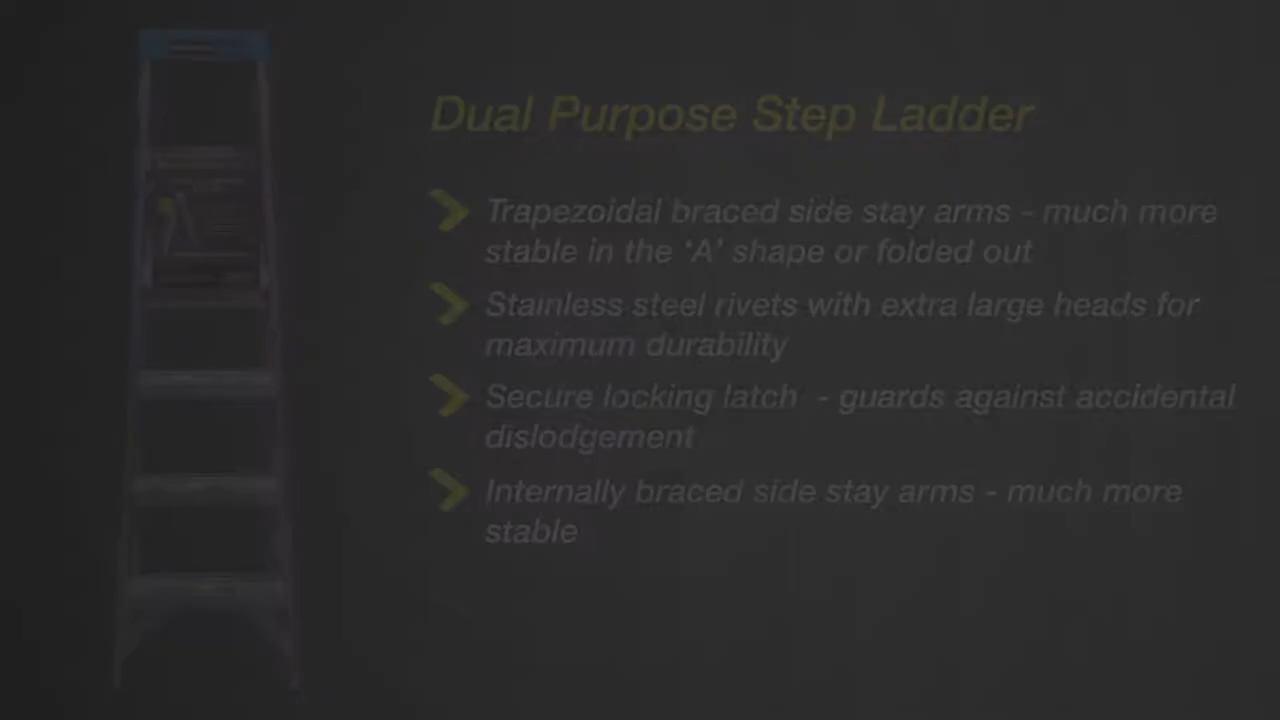 Dual Purpose Step Ladder
Trapezoidal braced side stay arms - much more
stable in the ‘A’ shape or folded out
Stainless steel rivets with extra large heads for
maximum durability
Secure locking latch - guards against accidental
dislodgement
Internally braced side stay arms - much more
stable